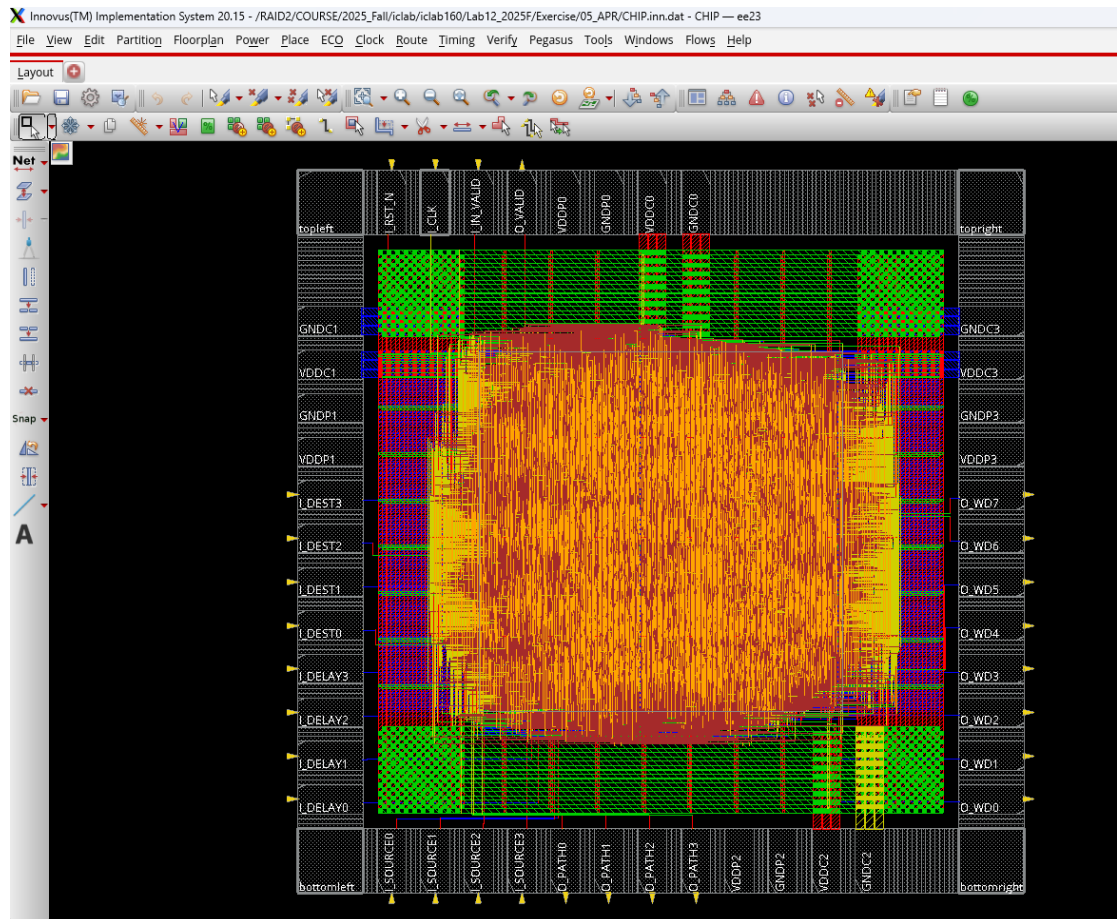 Innovus(TM) Implementation System 20.15 - /RAID2/COURSE/2025_Fall/iclab/iclab160/Lab12_2025F/Exercise/05_APR/CHIP.inn.dat - CHIP — ee23
File View Edit Partition Floorplan Power Place ECO Clock Route Timing Verify Pegasus Tools Windows Flows Help
Layout
Net
Snap
A
topleft
I_RST_N
I_CLK
I_IN_VALID
O_VALID
VDDP0
GNDP0
VDDC0
GNDC0
topright
GNDC1
GNDC3
VDDC1
VDDC3
GNDP1
GNDP3
VDDP1
VDDP3
I_DEST3
O_WD7
I_DEST2
O_WD6
I_DEST1
O_WD5
I_DEST0
O_WD4
I_DELAY3
O_WD3
I_DELAY2
O_WD2
I_DELAY1
O_WD1
I_DELAY0
O_WD0
bottomleft
I_SOURCE0
I_SOURCE1
I_SOURCE2
I_SOURCE3
O_PATH0
O_PATH1
O_PATH2
O_PATH3
VDDP2
GNDP2
VDDC2
GNDC2
bottomright